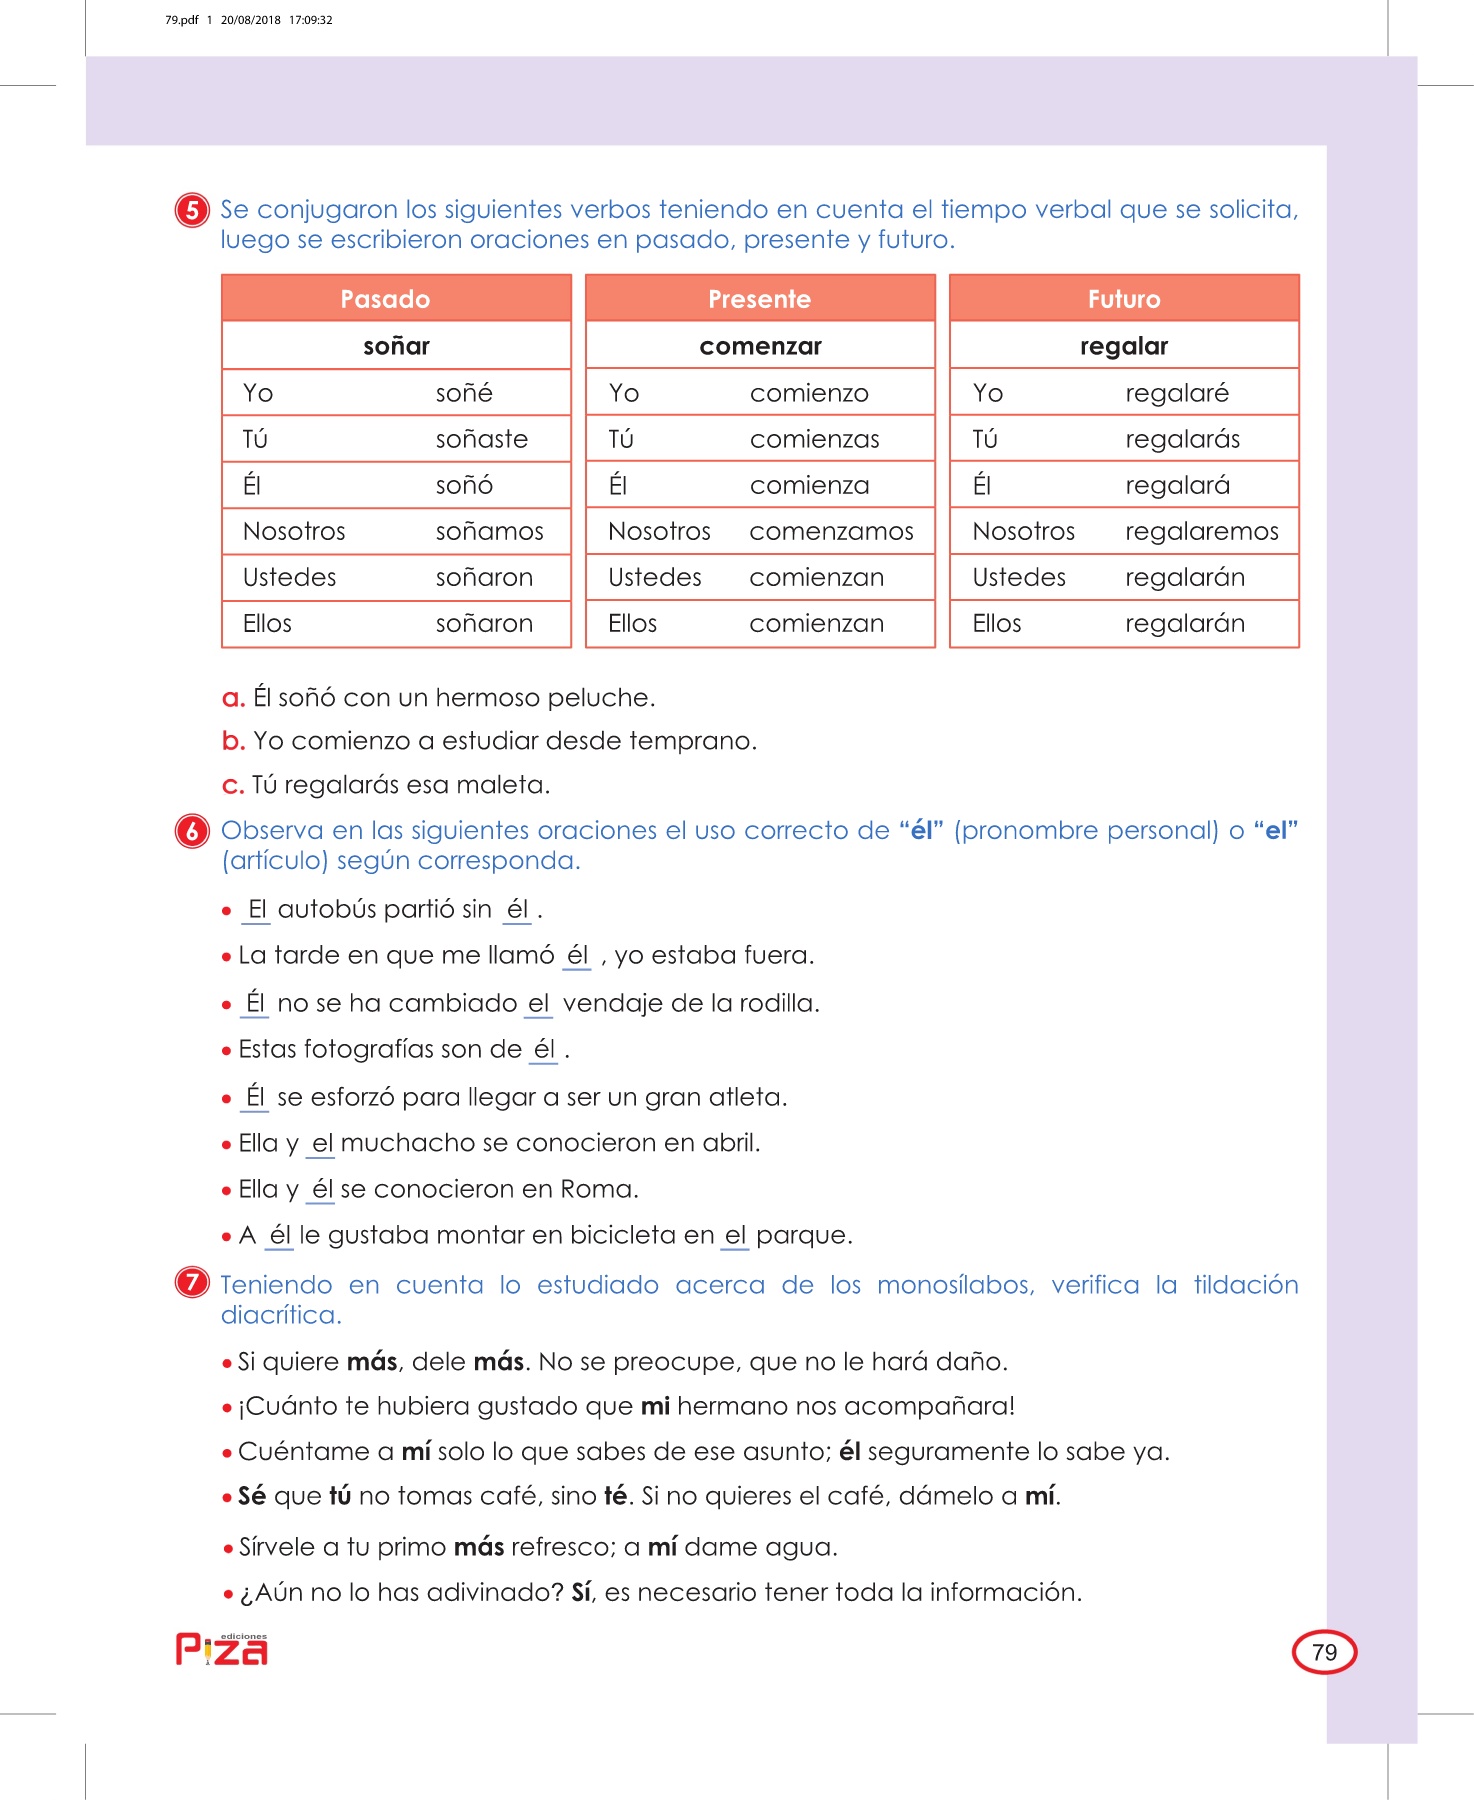 79.pdf 1 20/08/2018 17:09:32
5 Se conjugaron los siguientes verbos teniendo en cuenta el tiempo verbal que se solicita,
luego se escribieron oraciones en pasado, presente y futuro.
Pasado Presente Futuro
soñar comenzar regalar
Yo soñé Yo comienzo Yo regalaré
Tú soñaste Tú comienzas Tú regalarás
Él soñó Él comienza Él regalará
Nosotros soñamos Nosotros comenzamos Nosotros regalaremos
Ustedes soñaron Ustedes comienzan Ustedes regalarán
Ellos soñaron Ellos comienzan Ellos regalarán
a. Él soñó con un hermoso peluche.
b. Yo comienzo a estudiar desde temprano.
c. Tú regalarás esa maleta.
6 Observa en las siguientes oraciones el uso correcto de “él” (pronombre personal) o “el”
(artículo) según corresponda.
• El autobús partió sin él .
• La tarde en que me llamó él , yo estaba fuera.
• Él no se ha cambiado el vendaje de la rodilla.
• Estas fotografías son de él .
• Él se esforzó para llegar a ser un gran atleta.
• Ella y el muchacho se conocieron en abril.
• Ella y él se conocieron en Roma.
• A él le gustaba montar en bicicleta en el parque.
7 Teniendo en cuenta lo estudiado acerca de los monosílabos, verifica la tildación
diacrítica.
• Si quiere más, dele más. No se preocupe, que no le hará daño.
• ¡Cuánto te hubiera gustado que mi hermano nos acompañara!
• Cuéntame a mí solo lo que sabes de ese asunto; él seguramente lo sabe ya.
• Sé que tú no tomas café, sino té. Si no quieres el café, dámelo a mí.
• Sírvele a tu primo más refresco; a mí dame agua.
• ¿Aún no lo has adivinado? Sí, es necesario tener toda la información.
ediciones
Piza
79